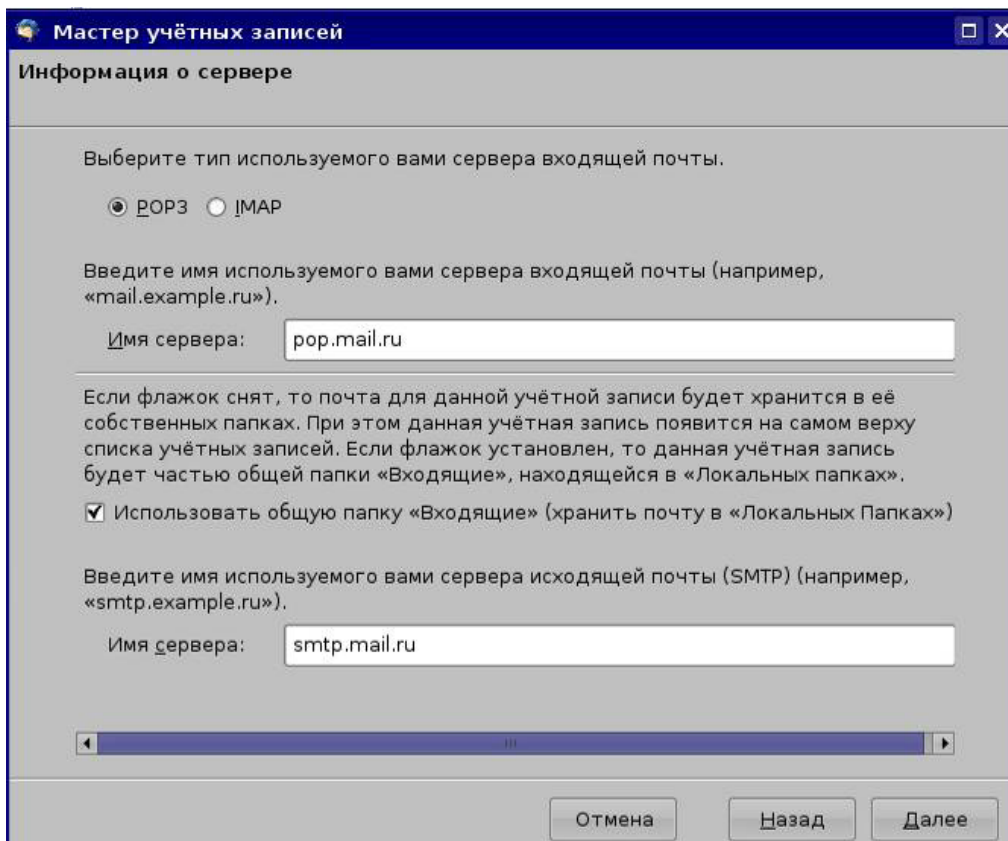 Мастер учётных записей
Информация о сервере
Выберите тип используемого вами сервера входящей почты.
POP3 IMAP
Введите имя используемого вами сервера входящей почты (например,
«mail.example.ru»).
Имя сервера: pop.mail.ru
Если флажок снят, то почта для данной учётной записи будет хранится в её
собственных папках. При этом данная учётная запись появится на самом верху
списка учётных записей. Если флажок установлен, то данная учётная запись
будет частью общей папки «Входящие», находящейся в «Локальных папках».
Использовать общую папку «Входящие» (хранить почту в «Локальных Папках»)
Введите имя используемого вами сервера исходящей почты (SMTP) (например,
«smtp.example.ru»).
Имя сервера: smtp.mail.ru
Отмена Назад Далее